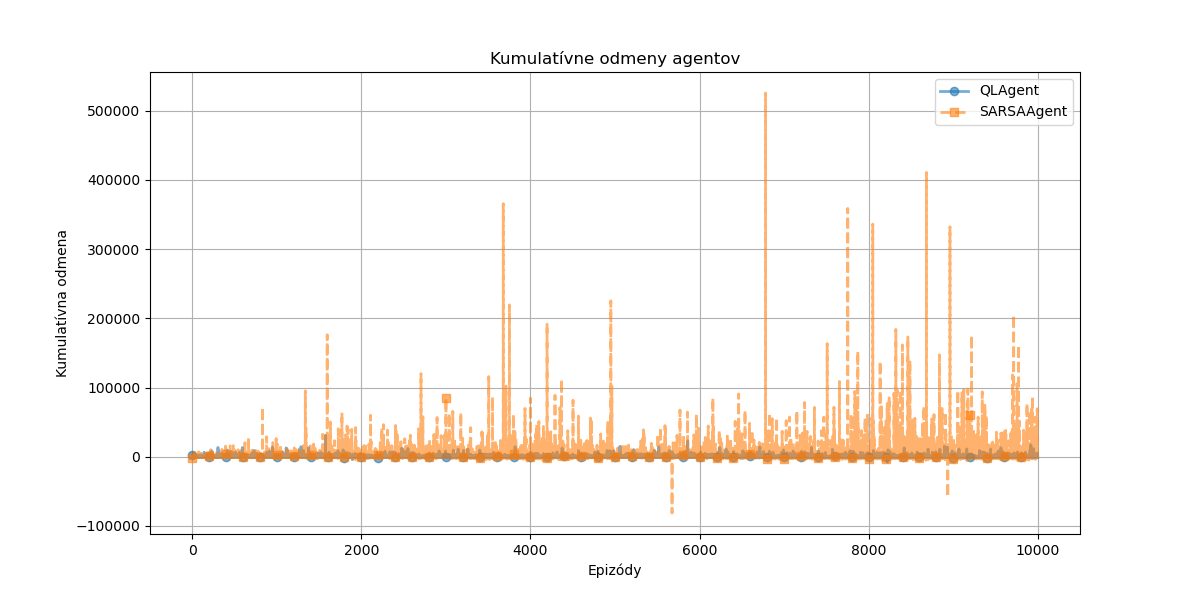 Kumulatívne odmeny agentov
QLAgent
SARSAAgent
Kumulatívna odmena
500000
400000
300000
200000
100000
0
−100000
0
2000
4000
6000
8000
10000
Epizódy